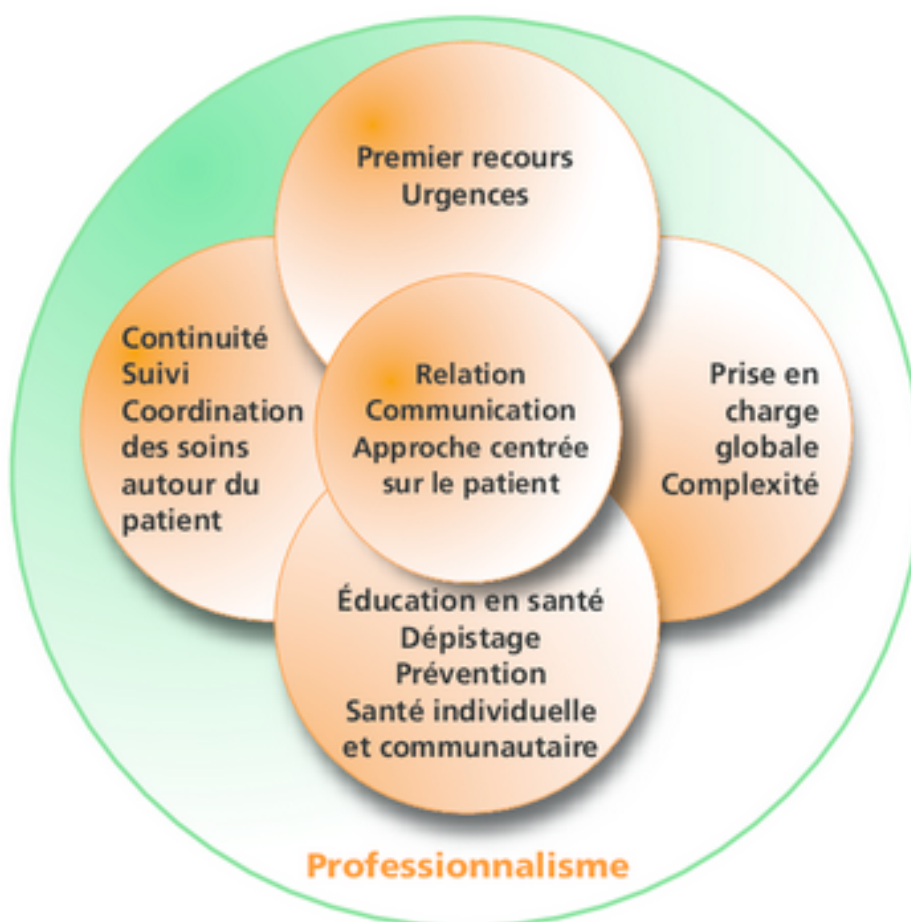 Premier recours
Urgences
Continuité
Suivi
Coordination
des soins
autour du
patient
Relation
Communication
Approche centrée
sur le patient
Prise en
charge
globale
Complexité
Éducation en santé
Dépistage
Prévention
Santé individuelle
et communautaire
Professionnalisme